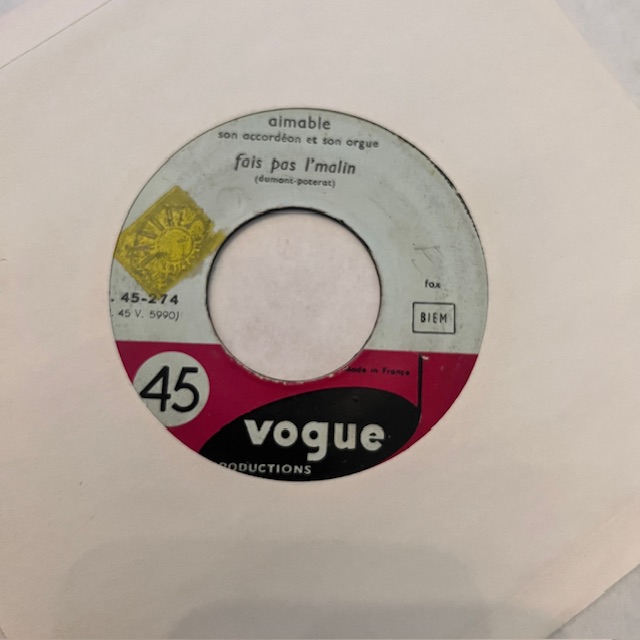 aimable
son accordéon et son orgue
fais pas l'malin
(dumont-poterat)
. 45-274
45 V. 5990)
fox
BIEM
made in France
45
vogue
PRODUCTIONS